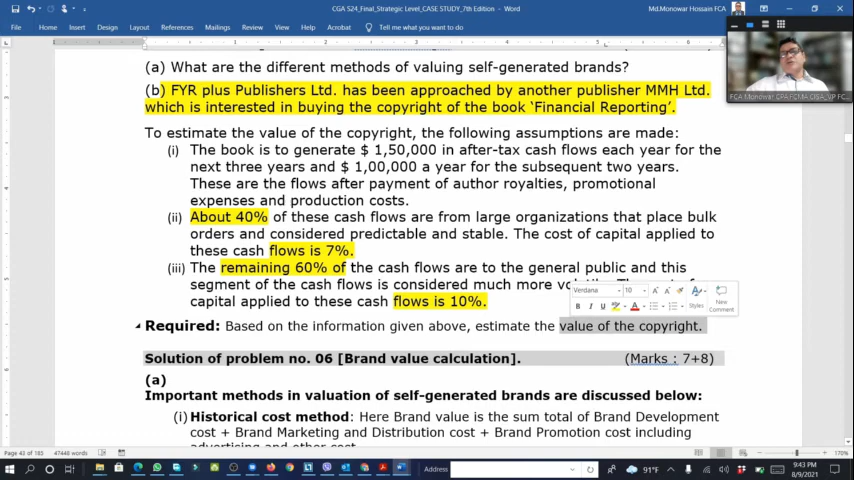 CGA S24_Final_Strategic Level_CASE STUDY_7th Edition - Word
Md.Monowar Hossain FCA
File Home Insert Design Layout References Mailings Review View Help Acrobat Tell me what you want to do
(a) What are the different methods of valuing self-generated brands?
(b) FYR plus Publishers Ltd. has been approached by another publisher MMH Ltd.
which is interested in buying the copyright of the book ‘Financial Reporting’.
To estimate the value of the copyright, the following assumptions are made:
(i) The book is to generate $ 1,50,000 in after-tax cash flows each year for the
next three years and $ 1,00,000 a year for the subsequent two years.
These are the flows after payment of author royalties, promotional
expenses and production costs.
(ii) About 40% of these cash flows are from large organizations that place bulk
orders and considered predictable and stable. The cost of capital applied to
these cash flows is 7%.
(iii) The remaining 60% of the cash flows are to the general public and this
segment of the cash flows is considered much more
capital applied to these cash flows is 10%.
Verdana 10
Styles
New
Comment
Required: Based on the information given above, estimate the value of the copyright.
Solution of problem no. 06 [Brand value calculation]. (Marks : 7+8)
(a)
Important methods in valuation of self-generated brands are discussed below:
(i) Historical cost method: Here Brand value is the sum total of Brand Development
cost + Brand Marketing and Distribution cost + Brand Promotion cost including
advertising and other cost
Page 43 of 185 47448 words
170%
Address
91°F
9:43 PM
8/9/2021